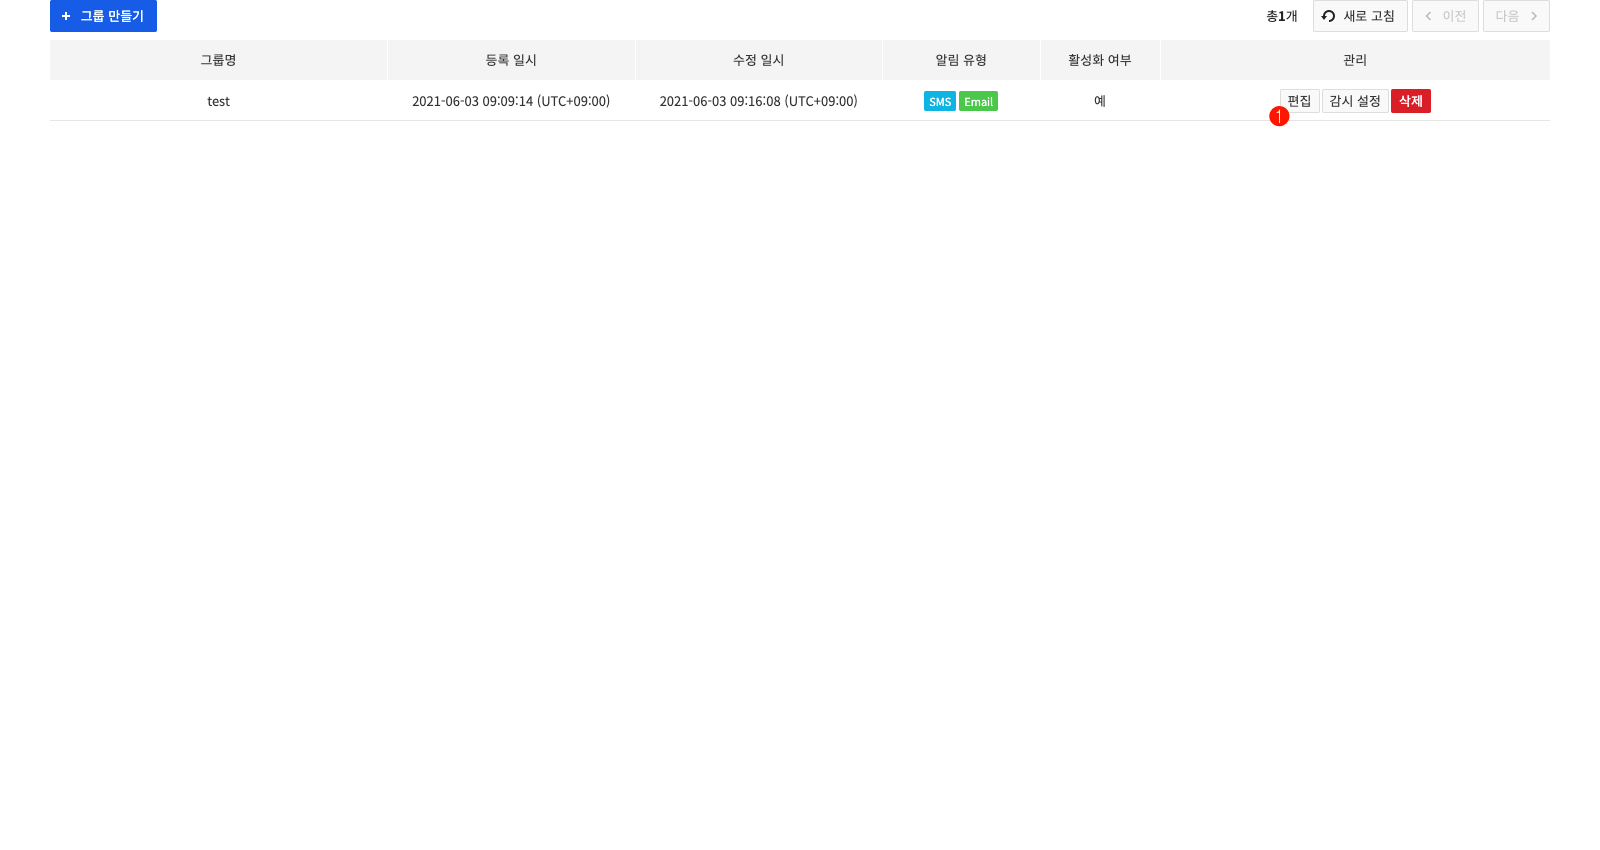 그룹 만들기
총1개 새로 고침 이전 다음
그룹명 등록 일시 수정 일시 알림 유형 활성화 여부 관리
test 2021-06-03 09:09:14 (UTC+09:00) 2021-06-03 09:16:08 (UTC+09:00) SMS Email 예 편집 감시 설정 삭제
1